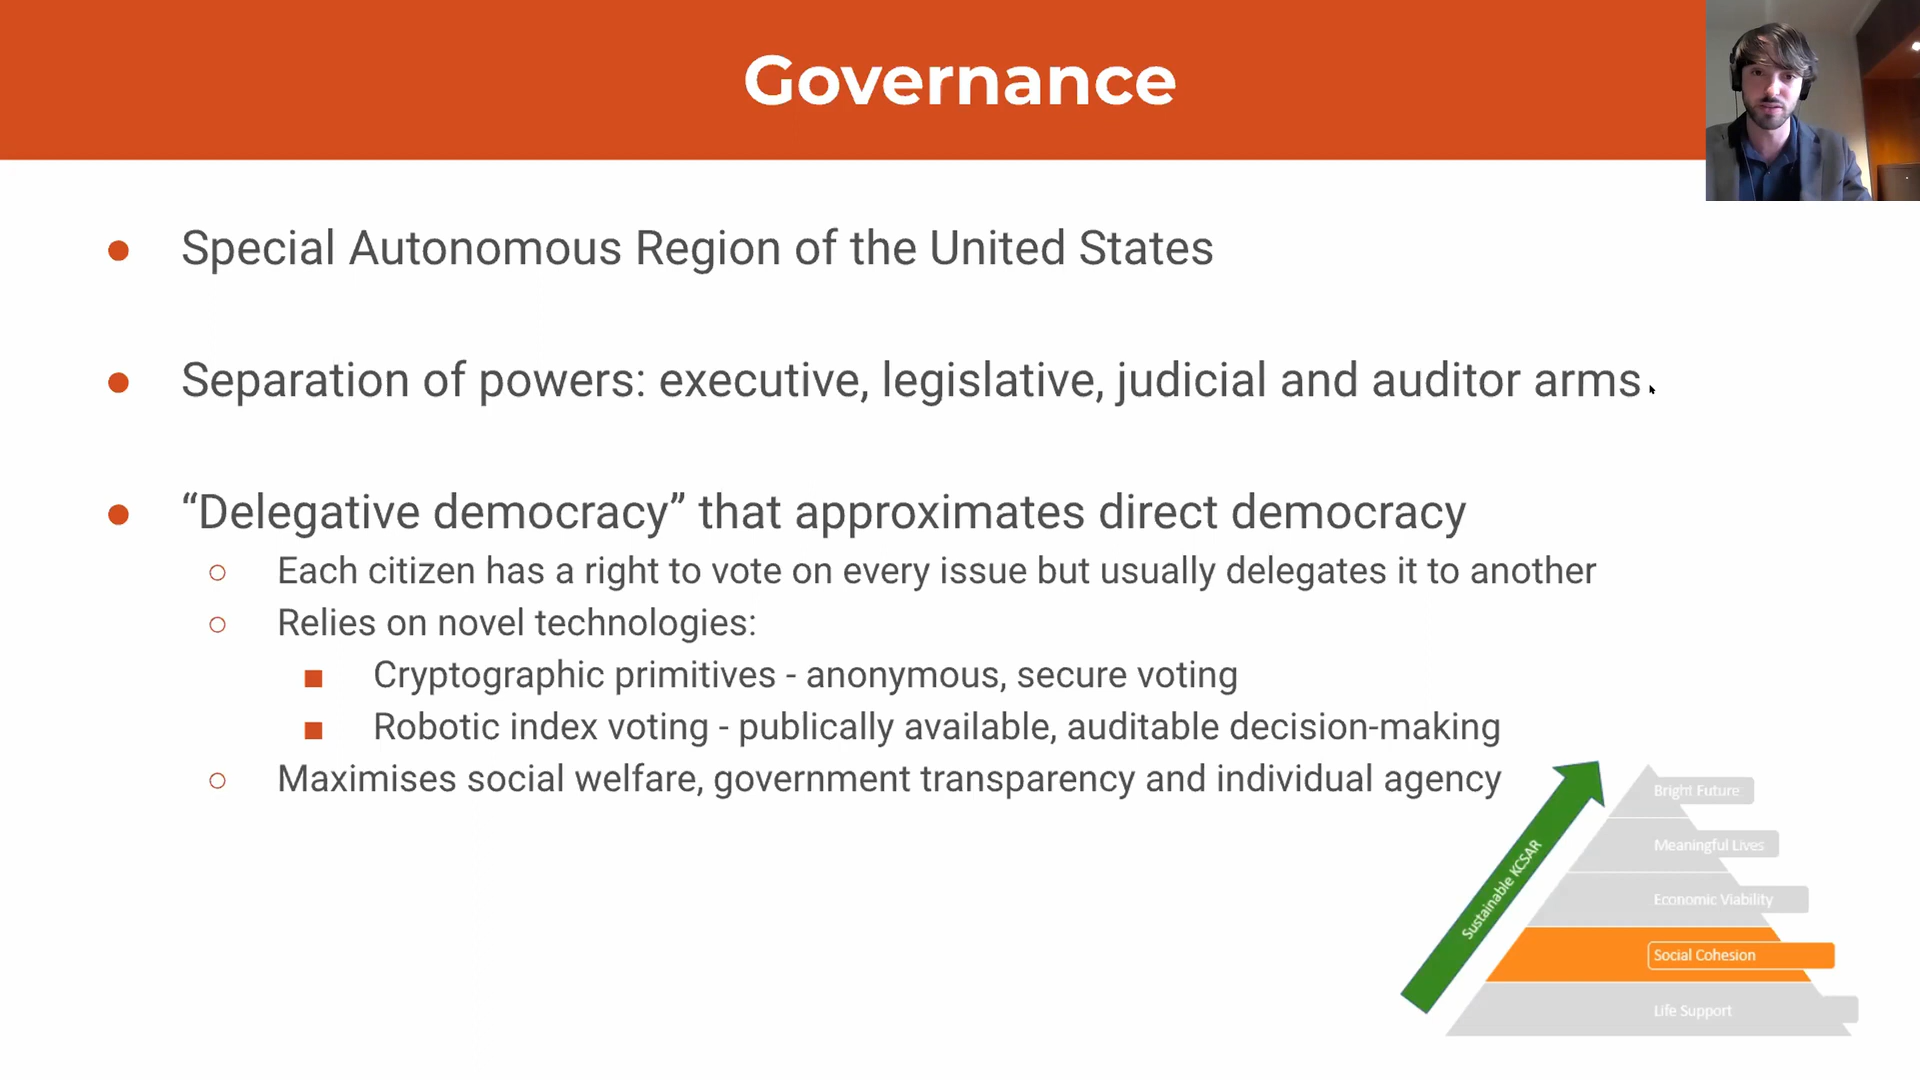 Governance
Special Autonomous Region of the United States
Separation of powers: executive, legislative, judicial and auditor arms
“Delegative democracy” that approximates direct democracy
Each citizen has a right to vote on every issue but usually delegates it to another
Relies on novel technologies:
Cryptographic primitives - anonymous, secure voting
Robotic index voting - publically available, auditable decision-making
Maximises social welfare, government transparency and individual agency
Sustainable KCSAR
Bright Future
Meaningful Lives
Economic Viability
Social Cohesion
Life Support